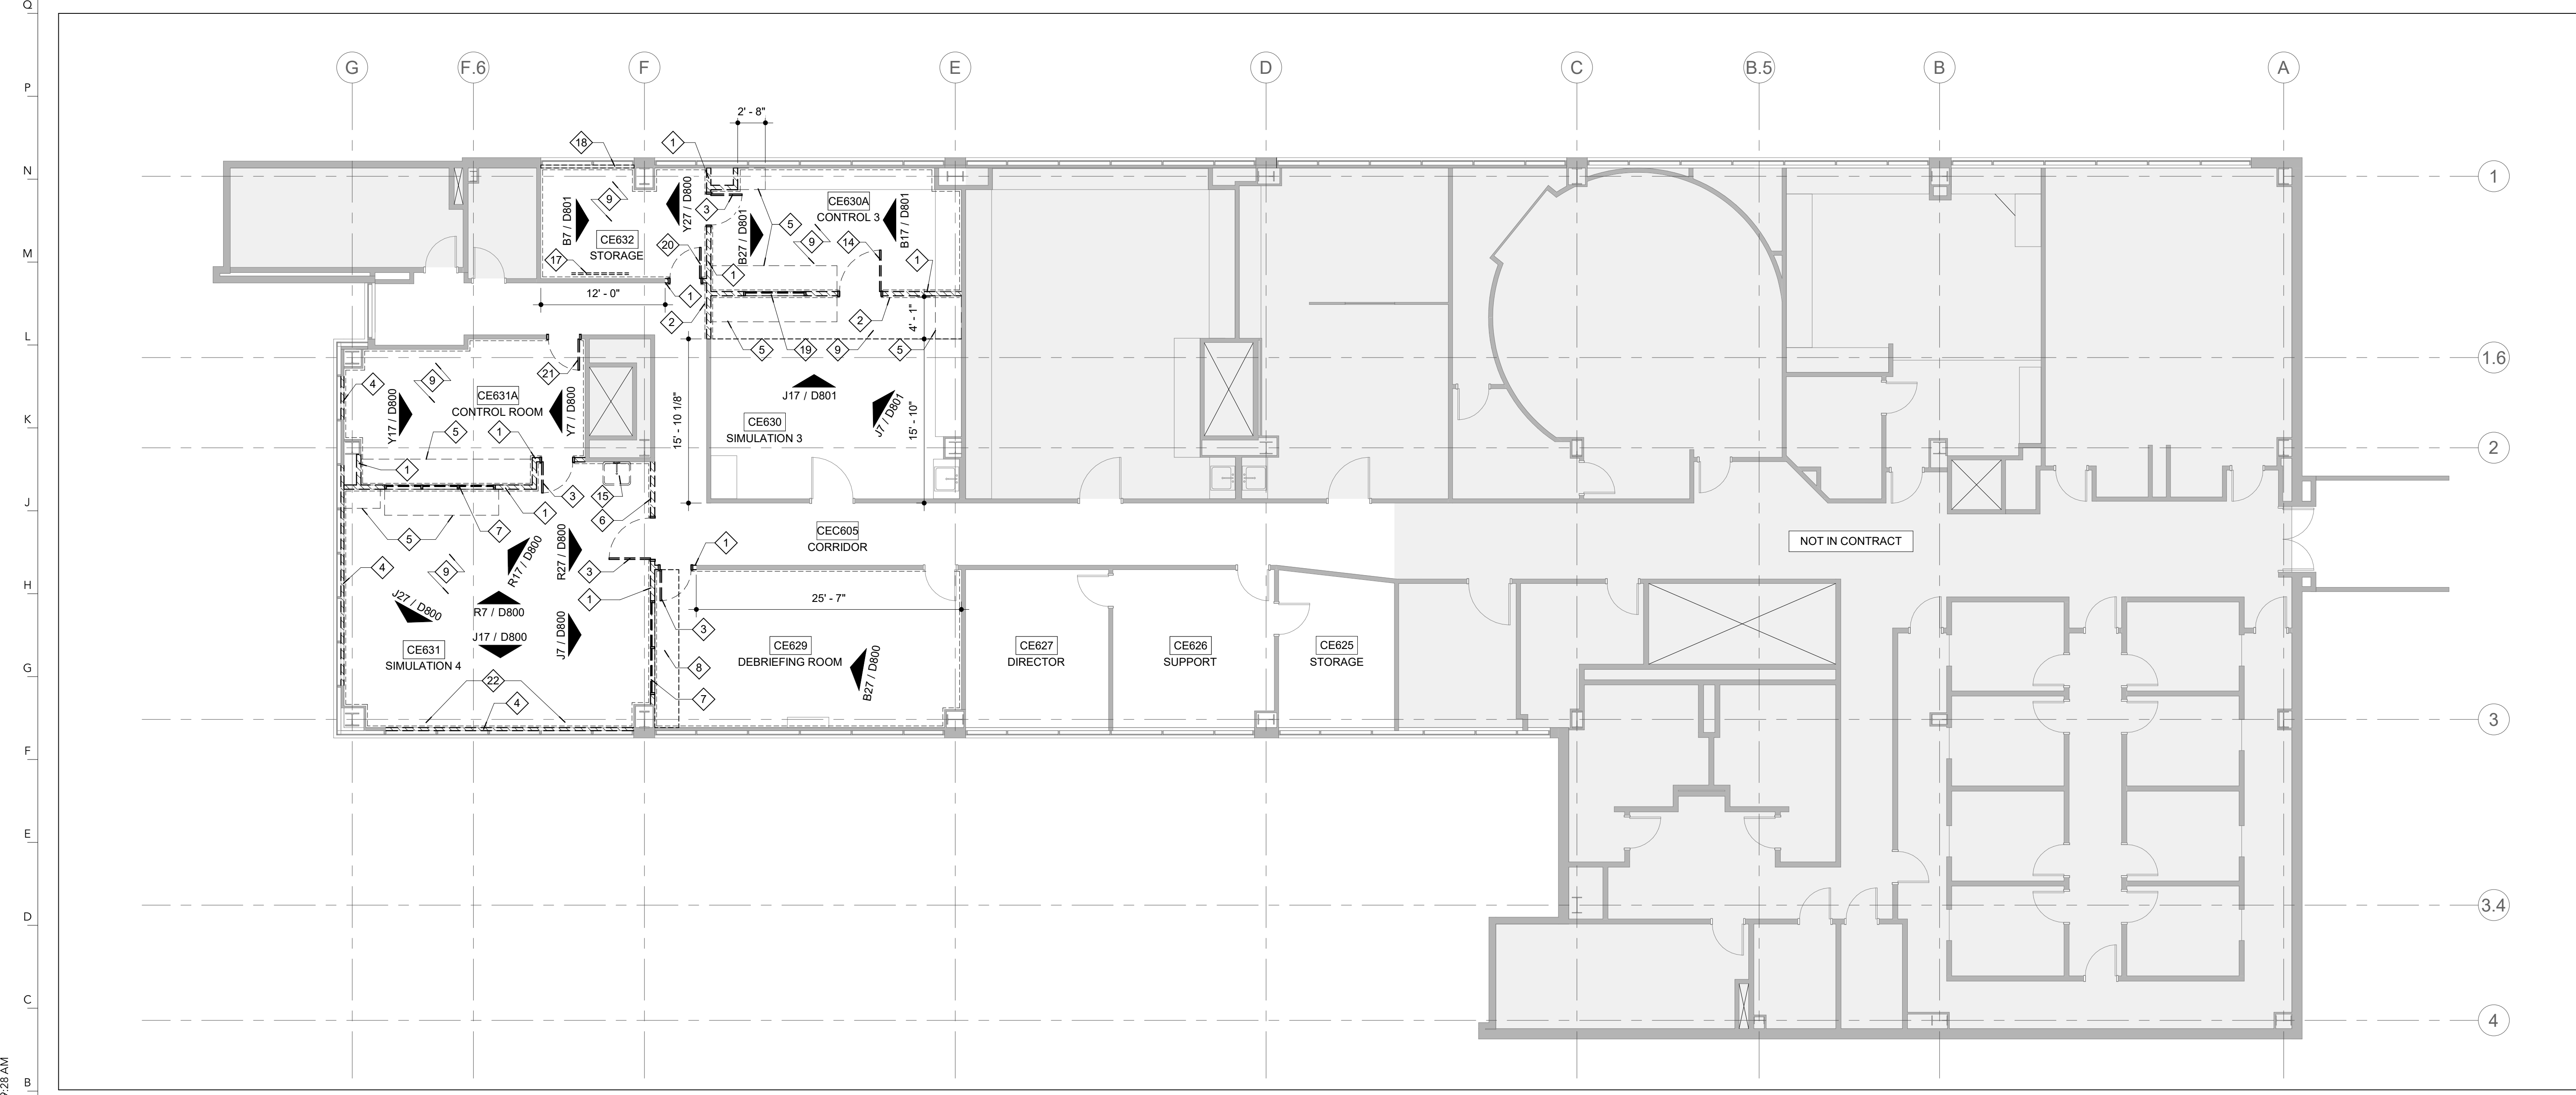 Q
P
N
M
L
K
J
H
G
F
E
D
C
B
9:28 AM
G
F.6
F
E
D
C
B.5
B
A
1
1.6
2
3
3.4
4
2' - 8"
18
1
9
B7 / D801
Y27 / D800
3
CE632
STORAGE
17
20
12' - 0"
1
2
CE630A
CONTROL 3
B27 / D801
5
9
14
B17 / D801
1
1
2
4' - 1"
5
19
9
5
J17 / D801
J7 / D801
CE630
SIMULATION 3
15' - 10 1/8"
15' - 10"
21
4
9
CE631A
CONTROL ROOM
Y17 / D800
Y7 / D800
5
1
1
3
15
1
6
7
5
R17 / D800
R27 / D800
4
9
3
1
J27 / D800
R7 / D800
J17 / D800
J7 / D800
CE631
SIMULATION 4
22
4
CEC605
CORRIDOR
1
25' - 7"
3
8
7
CE629
DEBRIEFING ROOM
B27 / D800
CE627
DIRECTOR
CE626
SUPPORT
CE625
STORAGE
NOT IN CONTRACT